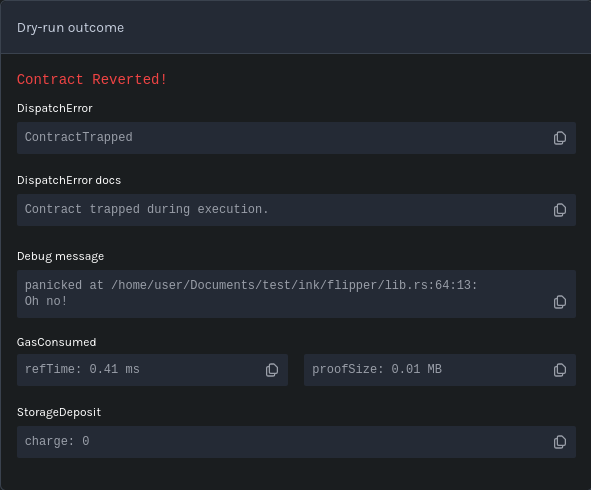 Dry-run outcome
Contract Reverted!
DispatchError
ContractTrapped
DispatchError docs
Contract trapped during execution.
Debug message
panicked at /home/user/Documents/test/ink/flipper/lib.rs:64:13:
Oh no!
GasConsumed
refTime: 0.41 ms
proofSize: 0.01 MB
StorageDeposit
charge: 0